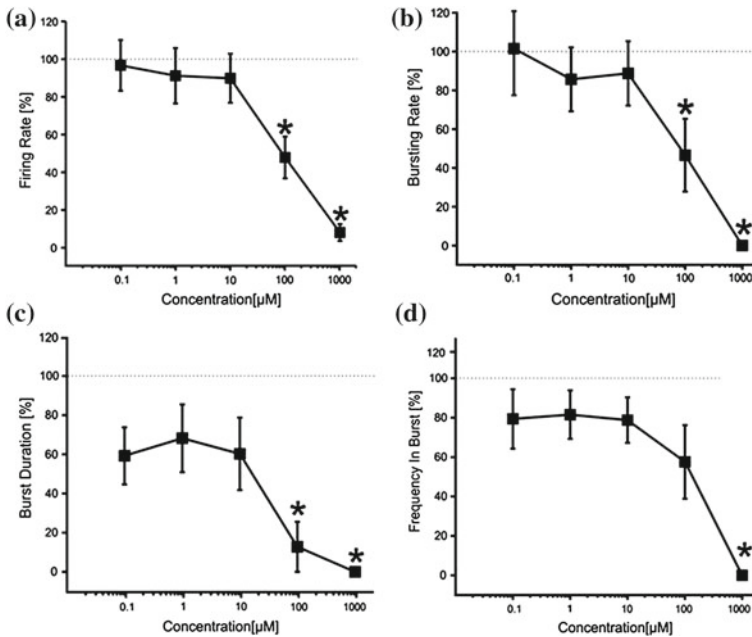 (a)
120
100
80
60
40
20
0
Firing Rate [%]
*
*
0.1 1 10 100 1000
Concentration[µM]
(b)
120
100
80
60
40
20
0
Bursting Rate [%]
*
*
0.1 1 10 100 1000
Concentration[µM]
(c)
120
100
80
60
40
20
0
Burst Duration [%]
*
*
0.1 1 10 100 1000
Concentration[µM]
(d)
120
100
80
60
40
20
0
Frequency In Burst [%]
*
0.1 1 10 100 1000
Concentration[µM]